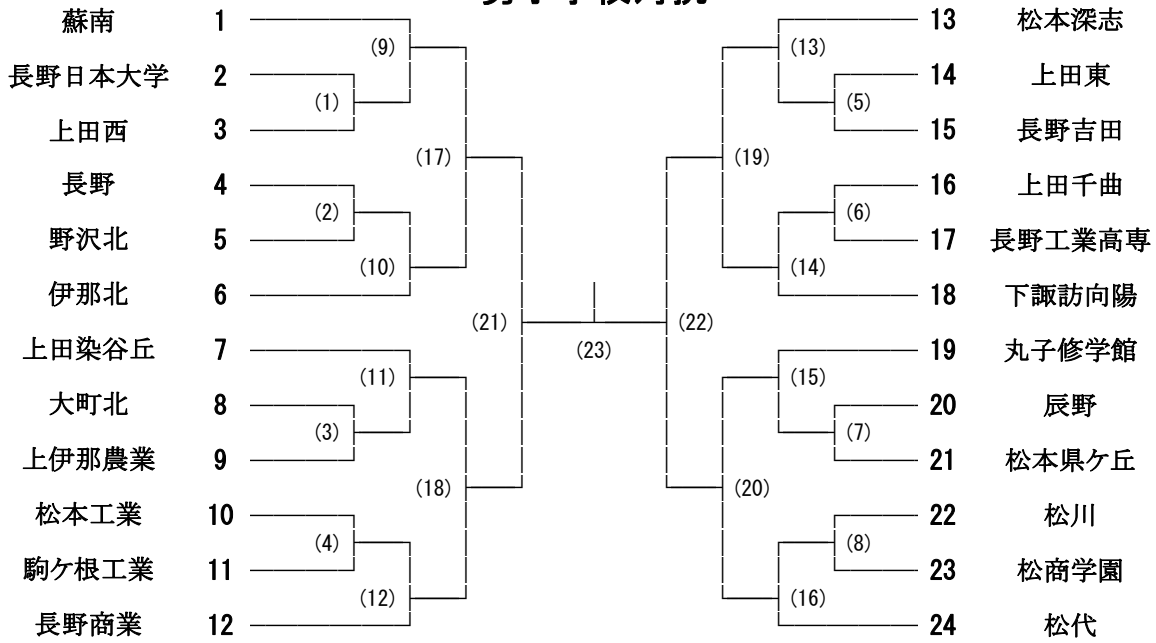 蘇南 1 13 松本深志
(9) (13)
長野日本大学 2 14 上田東
(1) (5)
上田西 3 15 長野吉田
(17) (19)
長野 4 16 上田千曲
(2) (6)
野沢北 5 17 長野工業高専
(10) (14)
伊那北 6 18 下諏訪向陽
(21) (22)
上田染谷丘 7 (23) 19 丸子修学館
(11) (15)
大町北 8 20 辰野
(3) (7)
上伊那農業 9 21 松本県ケ丘
(18) (20)
松本工業 10 22 松川
(4) (8)
駒ケ根工業 11 23 松商学園
(12) (16)
長野商業 12 24 松代